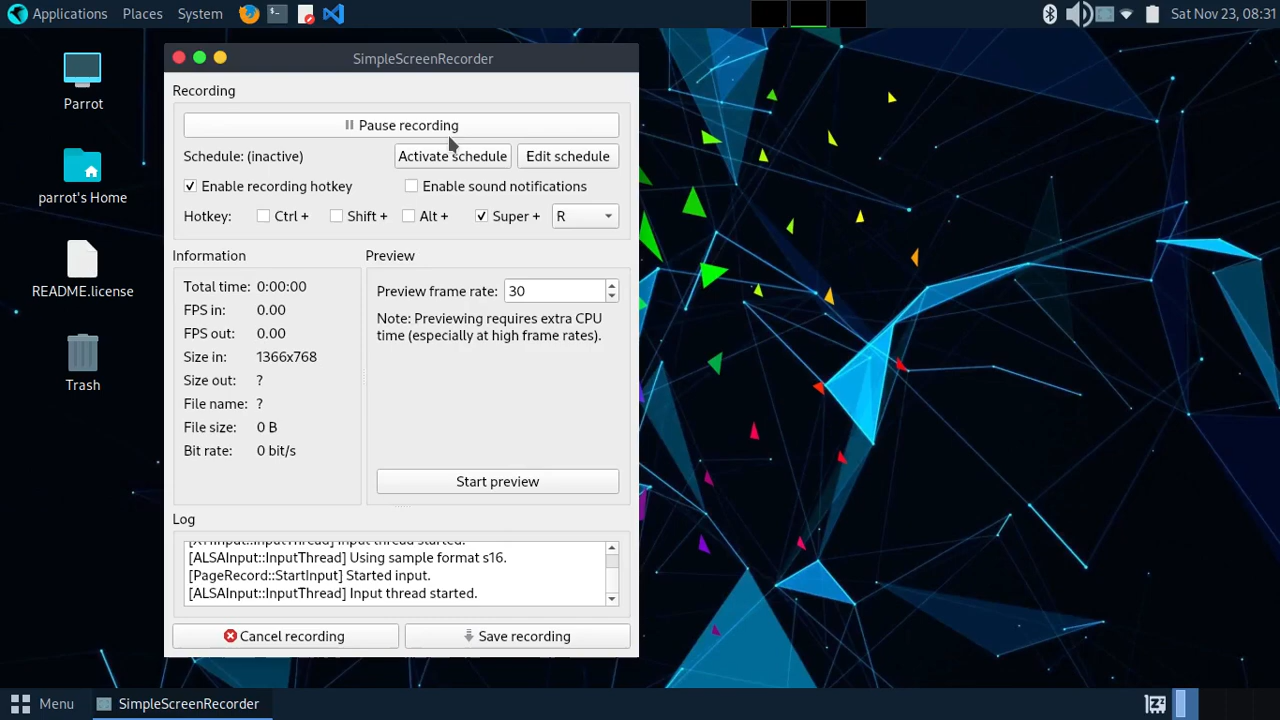 Applications Places System Sat Nov 23, 08:31
Parrot
parrot's Home
README.license
Trash
SimpleScreenRecorder
Recording
Pause recording
Schedule: (inactive) Activate schedule Edit schedule
Enable recording hotkey Enable sound notifications
Hotkey: Ctrl + Shift + Alt + Super + R
Information
Total time: 0:00:00
FPS in: 0.00
FPS out: 0.00
Size in: 1366x768
Size out: ?
File name: ?
File size: 0 B
Bit rate: 0 bit/s
Preview
Preview frame rate: 30
Note: Previewing requires extra CPU
time (especially at high frame rates).
Start preview
Log
[X11Input::InputThread] Input thread started.
[ALSAInput::InputThread] Using sample format s16.
[PageRecord::StartInput] Started input.
[ALSAInput::InputThread] Input thread started.
Cancel recording Save recording
Menu SimpleScreenRecorder